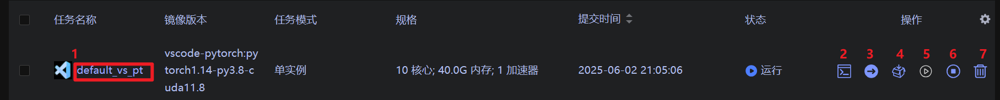 任务名称 镜像版本 任务模式 规格 提交时间 状态 操作
1 vscode-pytorch:py 2 3 4 5 6 7
default_vs_pt torch1.14-py3.8-c 单实例 10 核心; 40.0G 内存; 1 加速器 2025-06-02 21:05:06 运行
uda11.8